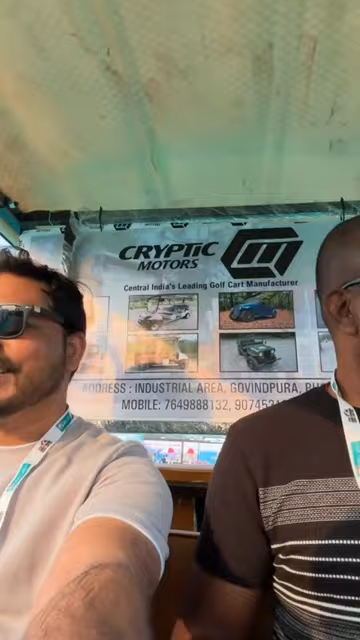 CRYPTIC
MOTORS
Central India's Leading Golf Cart Manufacturer
ADDRESS : INDUSTRIAL AREA, GOVINDPURA,
MOBILE: 7649888132,